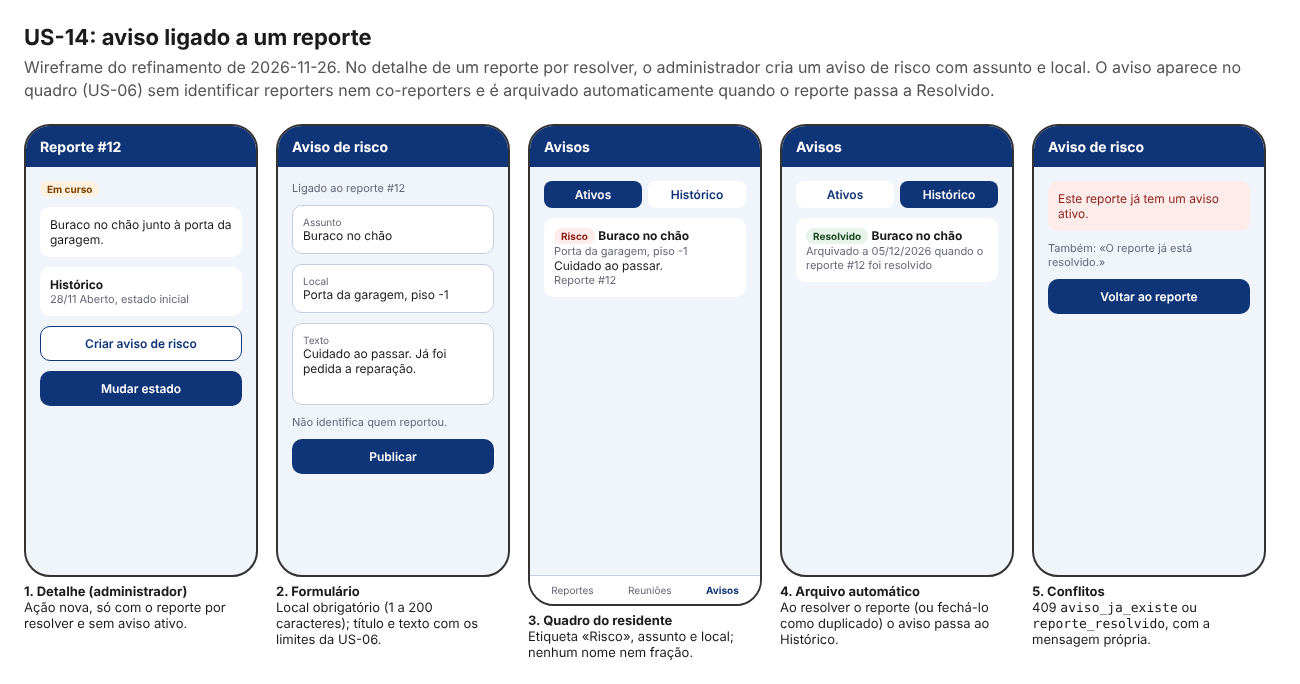 US-14: aviso ligado a um reporte
Wireframe do refinamento de 2026-11-26. No detalhe de um reporte por resolver, o administrador cria um aviso de risco com assunto e local. O aviso aparece no
quadro (US-06) sem identificar reporters nem co-reporters e é arquivado automaticamente quando o reporte passa a Resolvido.
Reporte #12
Em curso
Buraco no chão junto à porta da
garagem.
Histórico
28/11 Aberto, estado inicial
Criar aviso de risco
Mudar estado
1. Detalhe (administrador)
Ação nova, só com o reporte por
resolver e sem aviso ativo.
Aviso de risco
Ligado ao reporte #12
Assunto
Buraco no chão
Local
Porta da garagem, piso -1
Texto
Cuidado ao passar. Já foi
pedida a reparação.
Não identifica quem reportou.
Publicar
2. Formulário
Local obrigatório (1 a 200
caracteres); título e texto com os
limites da US-06.
Avisos
Ativos
Histórico
Risco Buraco no chão
Porta da garagem, piso -1
Cuidado ao passar.
Reporte #12
Reportes
Reuniões
Avisos
3. Quadro do residente
Etiqueta «Risco», assunto e local;
nenhum nome nem fração.
Avisos
Ativos
Histórico
Resolvido Buraco no chão
Arquivado a 05/12/2026 quando o
reporte #12 foi resolvido
4. Arquivo automático
Ao resolver o reporte (ou fechá-lo
como duplicado) o aviso passa ao
Histórico.
Aviso de risco
Este reporte já tem um aviso
ativo.
Também: «O reporte já está
resolvido.»
Voltar ao reporte
5. Conflitos
409 aviso_ja_existe ou
reporte_resolvido, com a
mensagem própria.